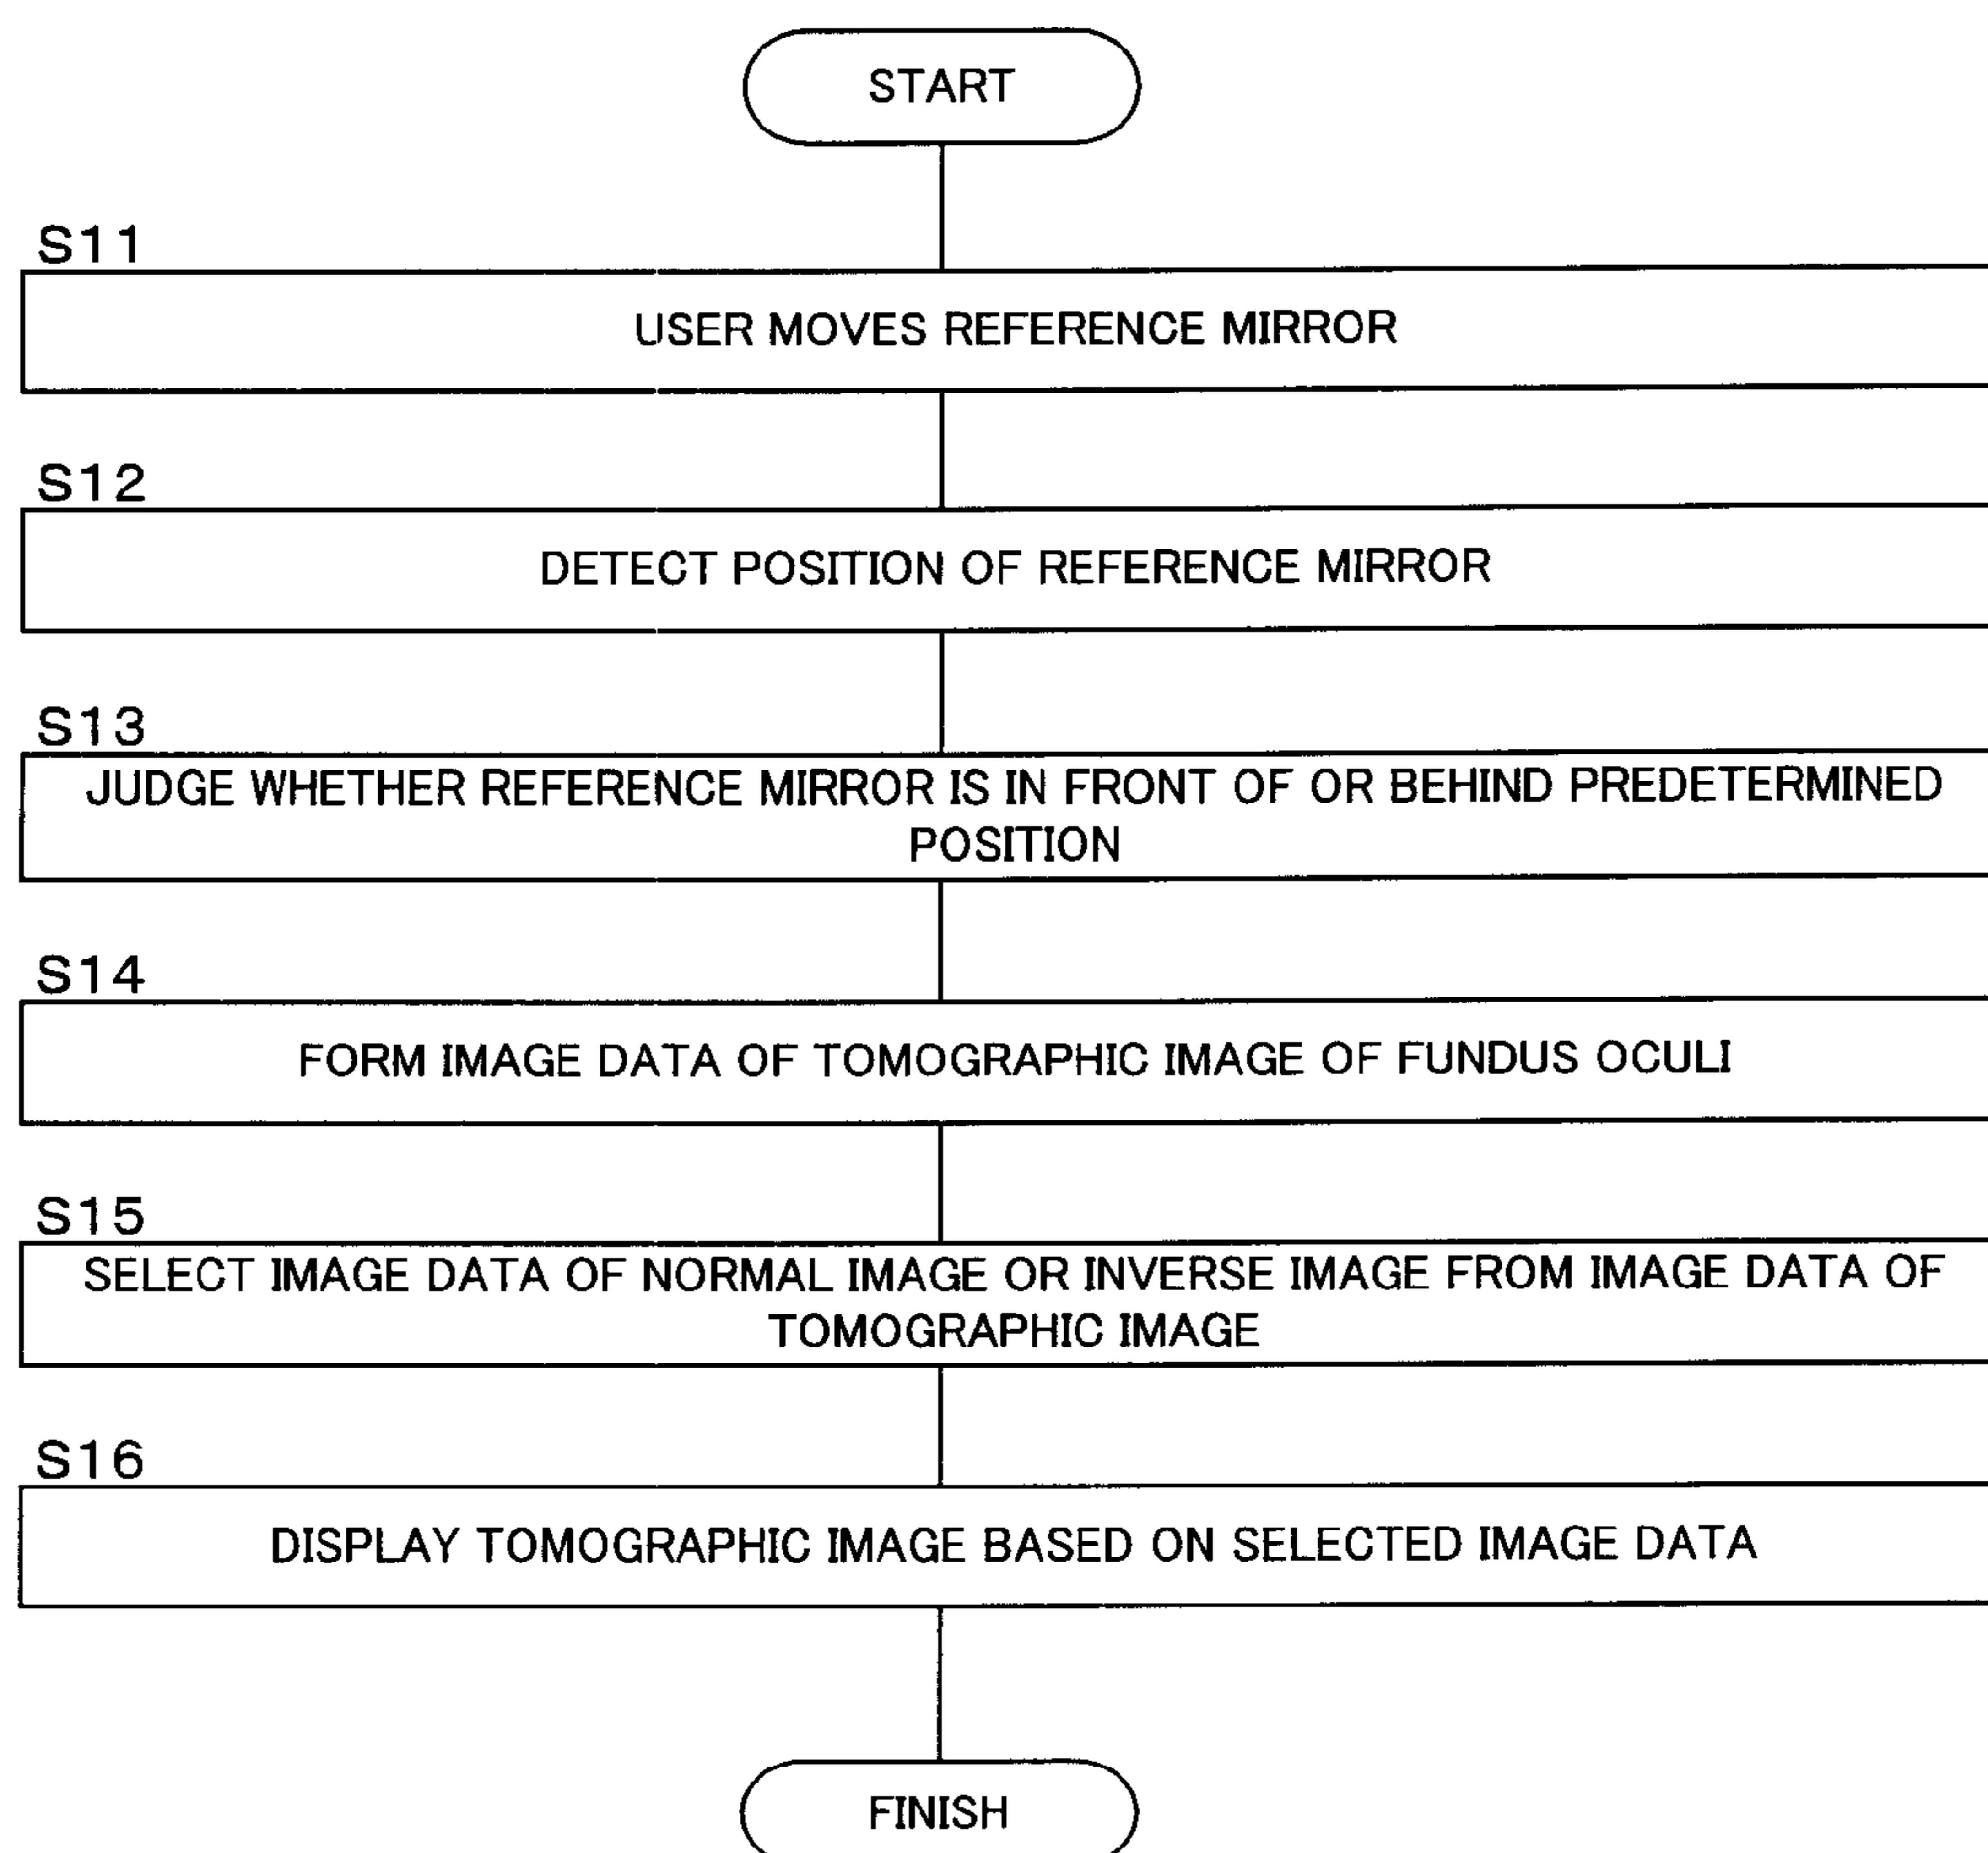 START
S11
USER MOVES REFERENCE MIRROR
S12
DETECT POSITION OF REFERENCE MIRROR
S13
JUDGE WHETHER REFERENCE MIRROR IS IN FRONT OF OR BEHIND PREDETERMINED
POSITION
S14
FORM IMAGE DATA OF TOMOGRAPHIC IMAGE OF FUNDUS OCULI
S15
SELECT IMAGE DATA OF NORMAL IMAGE OR INVERSE IMAGE FROM IMAGE DATA OF
TOMOGRAPHIC IMAGE
S16
DISPLAY TOMOGRAPHIC IMAGE BASED ON SELECTED IMAGE DATA
FINISH